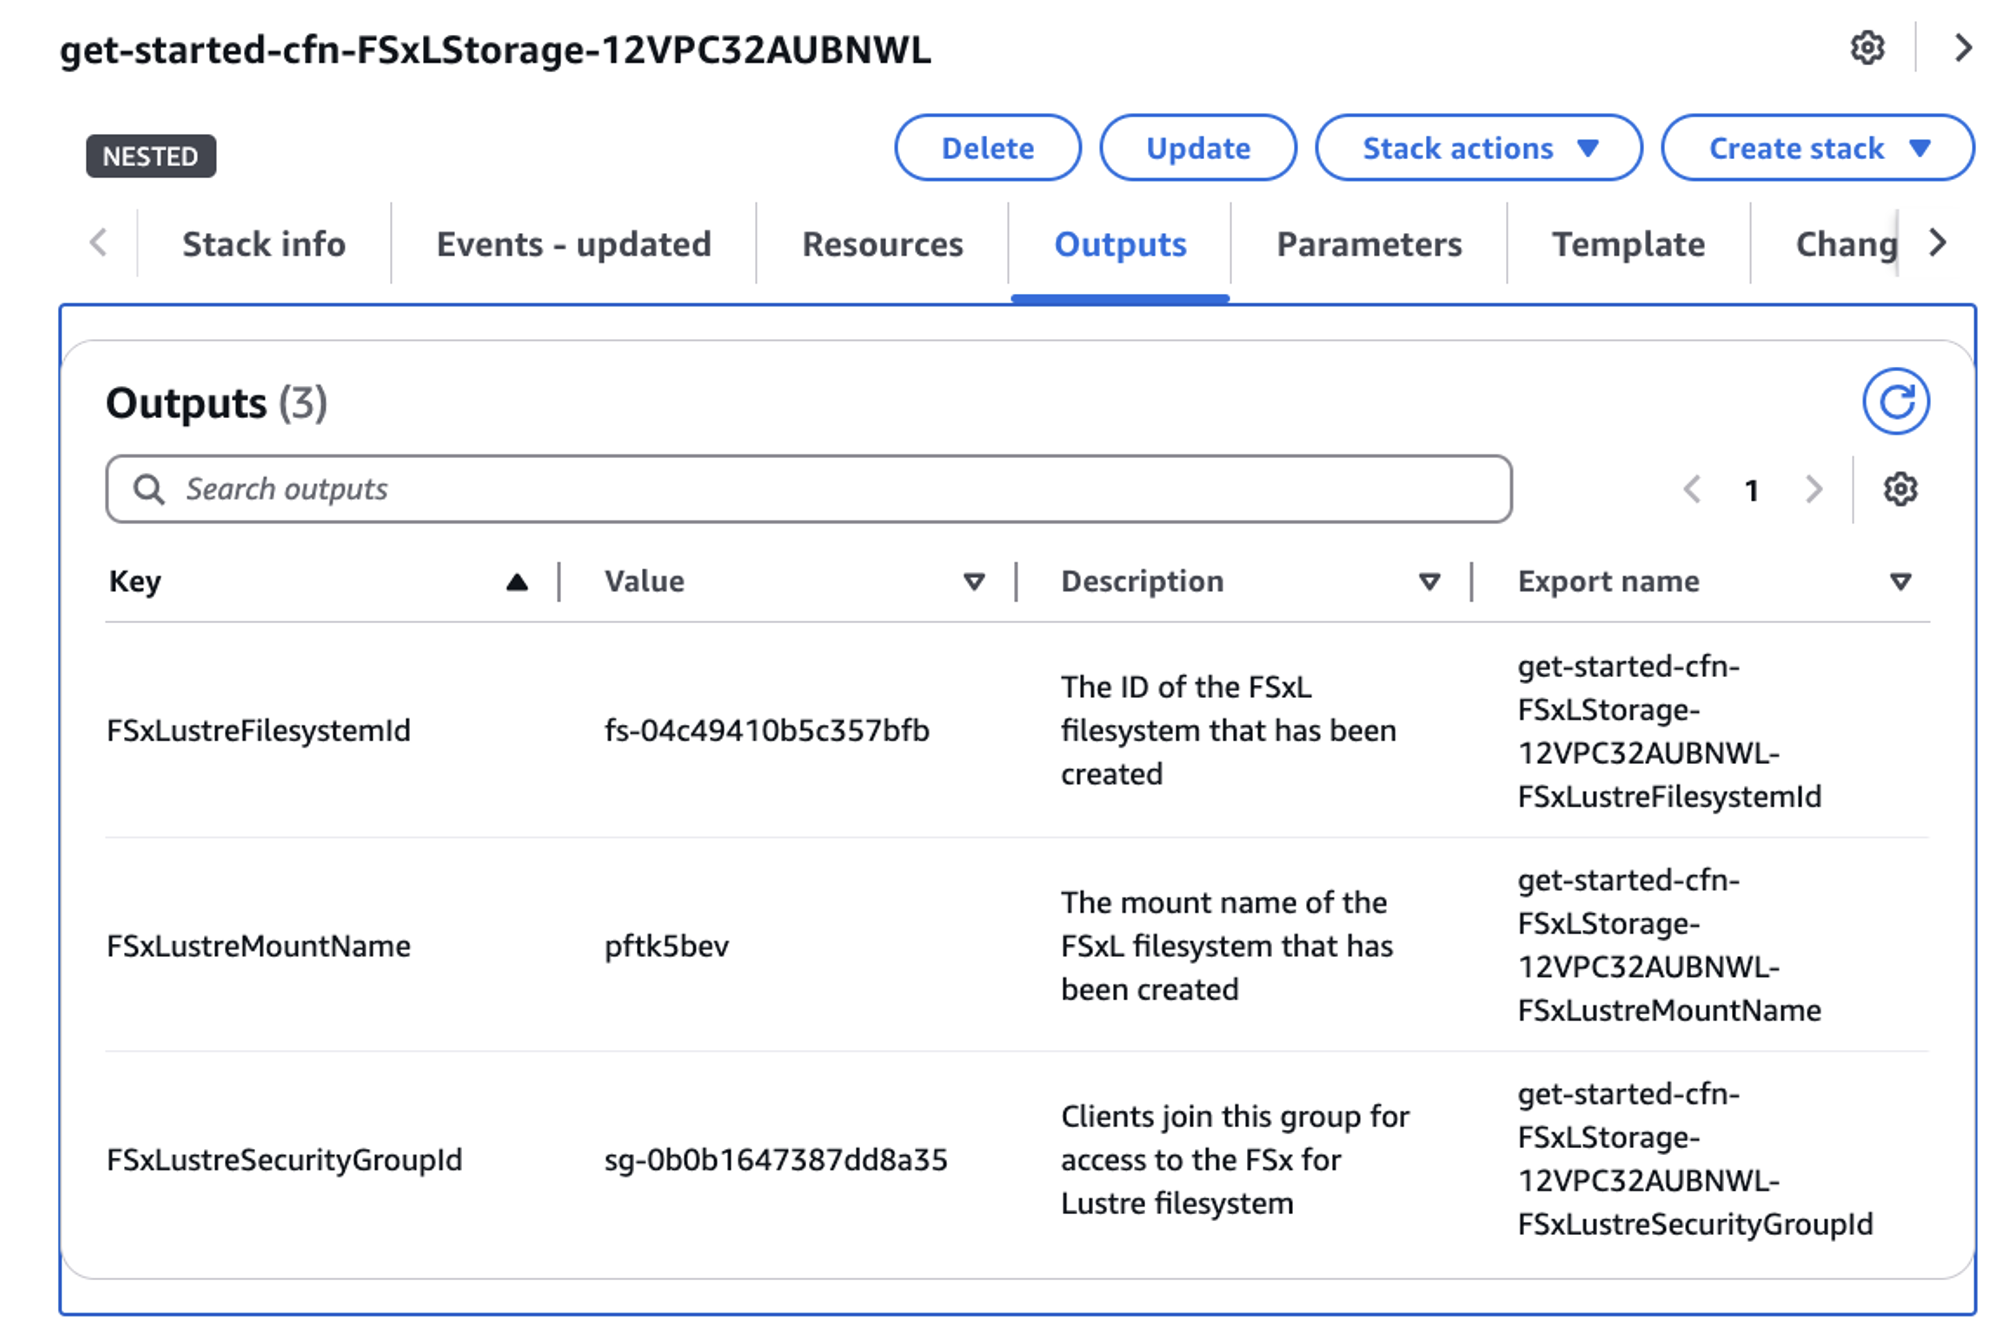 get-started-cfn-FSxLStorage-12VPC32AUBNWL
NESTED
Delete
Update
Stack actions
Create stack
Stack info
Events - updated
Resources
Outputs
Parameters
Template
Chang
Outputs (3)
Search outputs
1
Key
Value
Description
Export name
FSxLustreFilesystemId
fs-04c49410b5c357bfb
The ID of the FSxL
filesystem that has been
created
get-started-cfn-
FSxLStorage-
12VPC32AUBNWL-
FSxLustreFilesystemId
FSxLustreMountName
pftk5bev
The mount name of the
FSxL filesystem that has
been created
get-started-cfn-
FSxLStorage-
12VPC32AUBNWL-
FSxLustreMountName
FSxLustreSecurityGroupId
sg-0b0b1647387dd8a35
Clients join this group for
access to the FSx for
Lustre filesystem
get-started-cfn-
FSxLStorage-
12VPC32AUBNWL-
FSxLustreSecurityGroupId